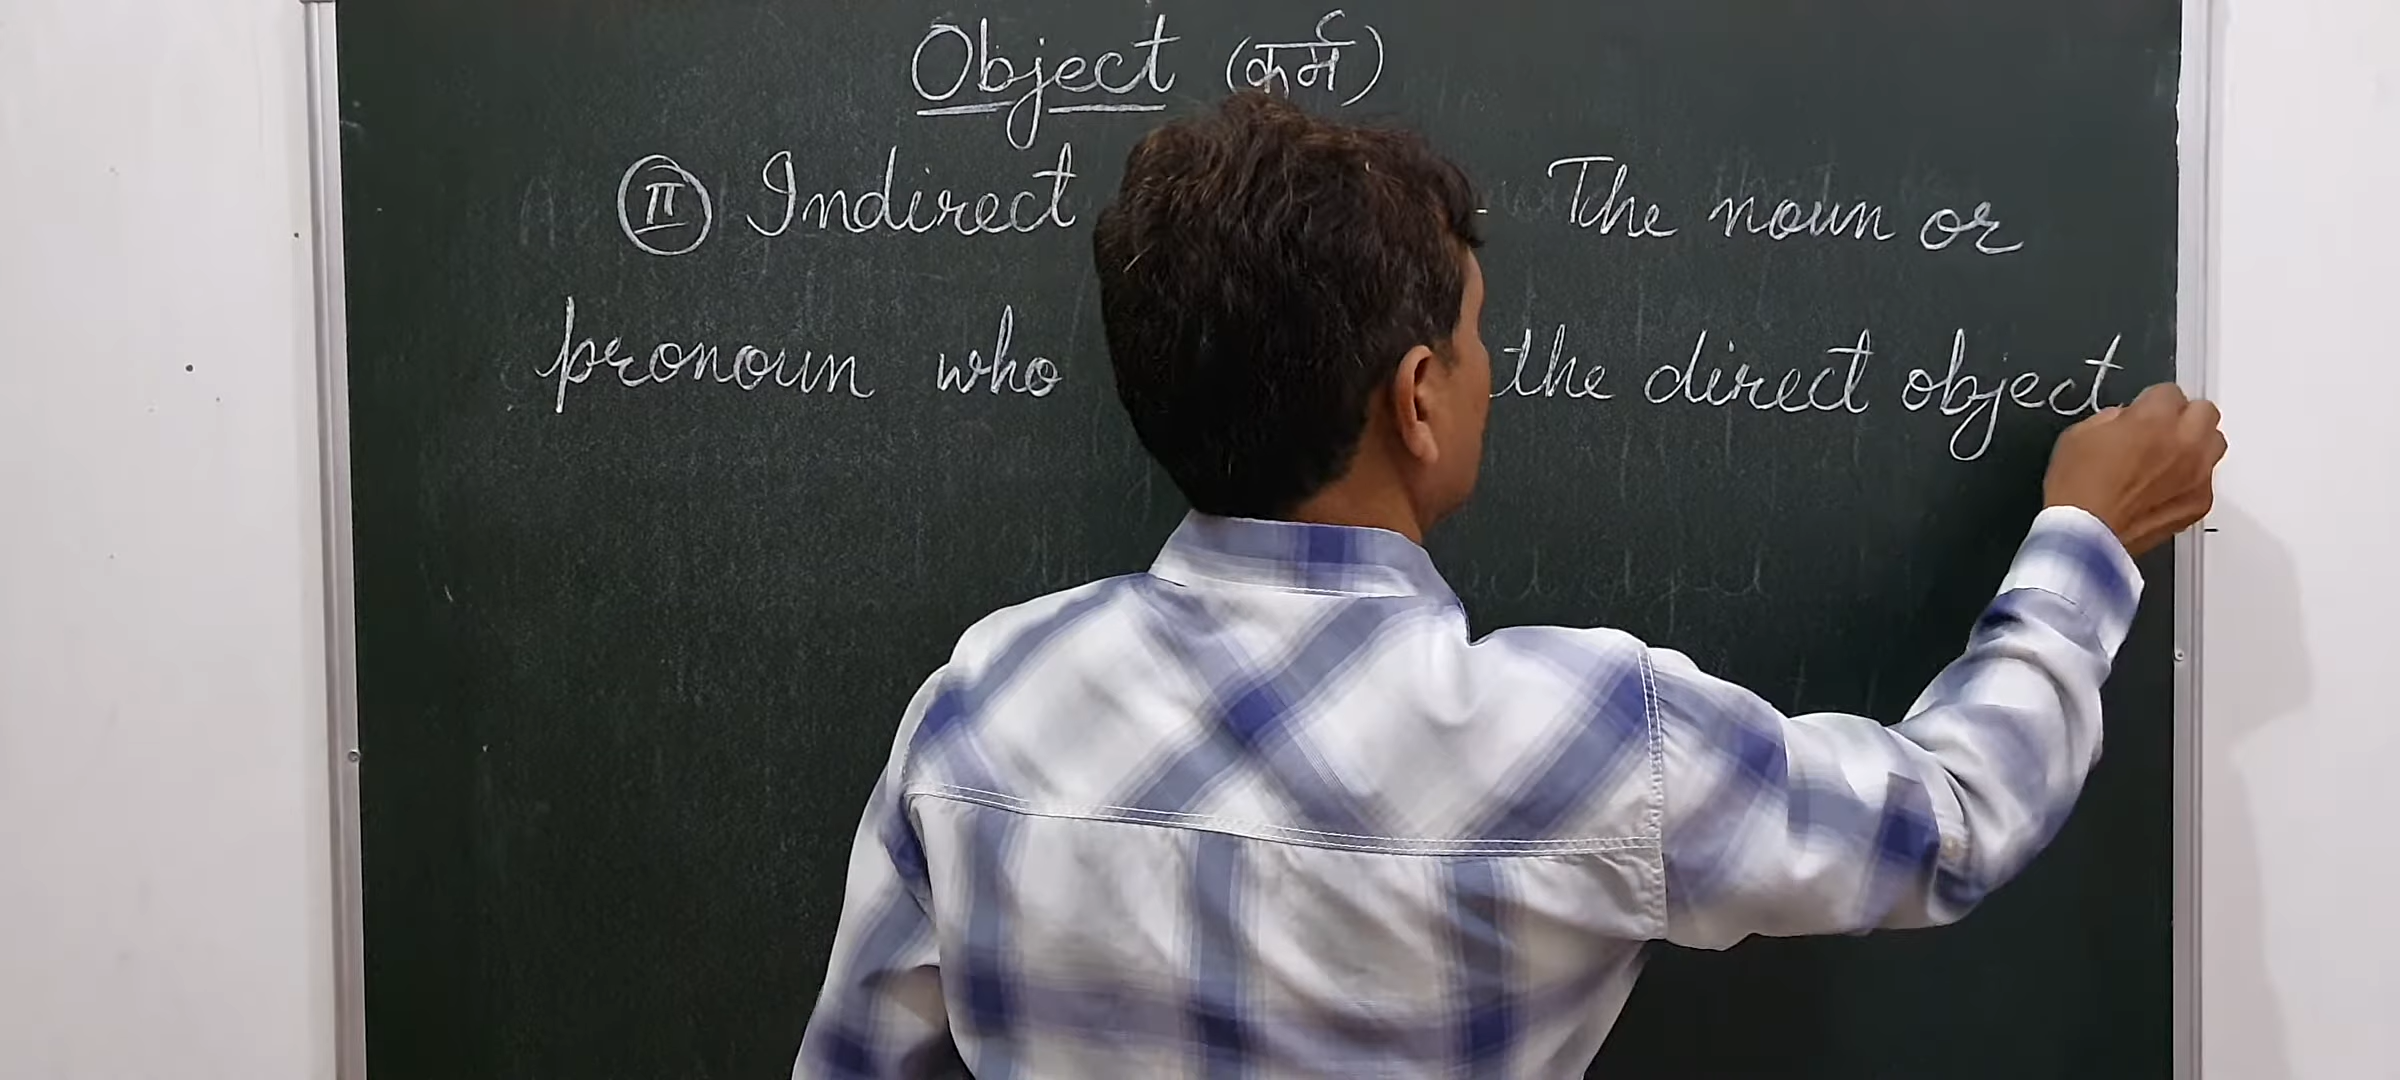 Object (कर्म)
II Indirect - The noun or
pronoun who the direct object